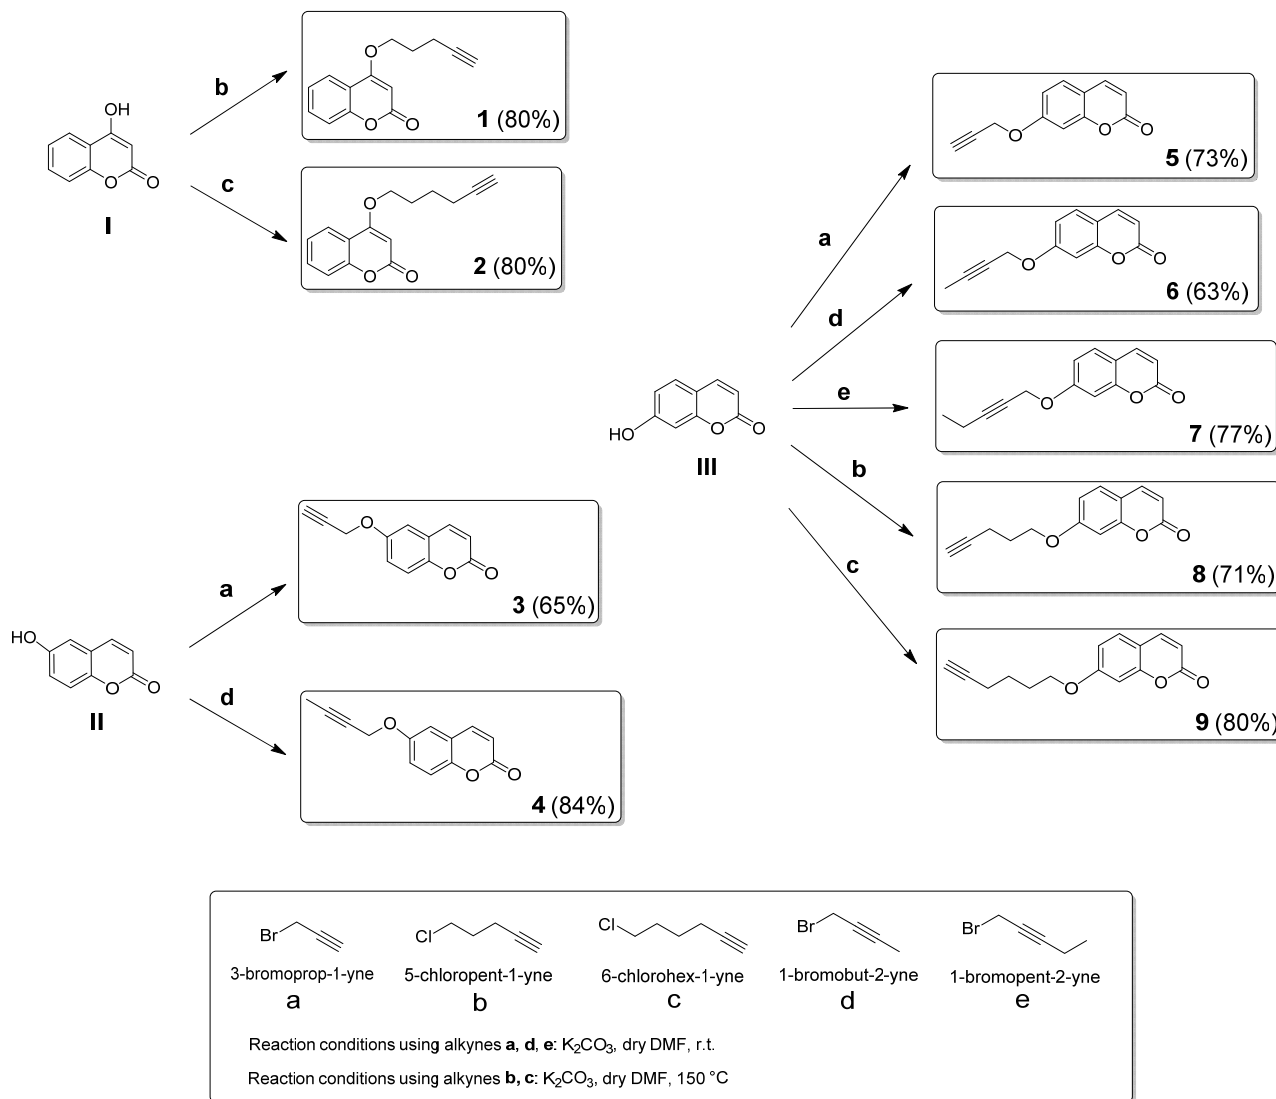 OH
O
O
I
b
c
O
O
O
1 (80%)
O
O
O
2 (80%)
HO
O
O
II
a
d
O
O
O
3 (65%)
O
O
O
4 (84%)
HO
O
O
III
a
d
e
b
c
O
O
O
5 (73%)
O
O
O
6 (63%)
O
O
O
7 (77%)
O
O
O
8 (71%)
O
O
O
9 (80%)
Br
3-bromoprop-1-yne
a
Cl
5-chloropent-1-yne
b
Cl
6-chlorohex-1-yne
c
Br
1-bromobut-2-yne
d
Br
1-bromopent-2-yne
e
Reaction conditions using alkynes a, d, e: K₂CO₃, dry DMF, r.t.
Reaction conditions using alkynes b, c: K₂CO₃, dry DMF, 150 °C